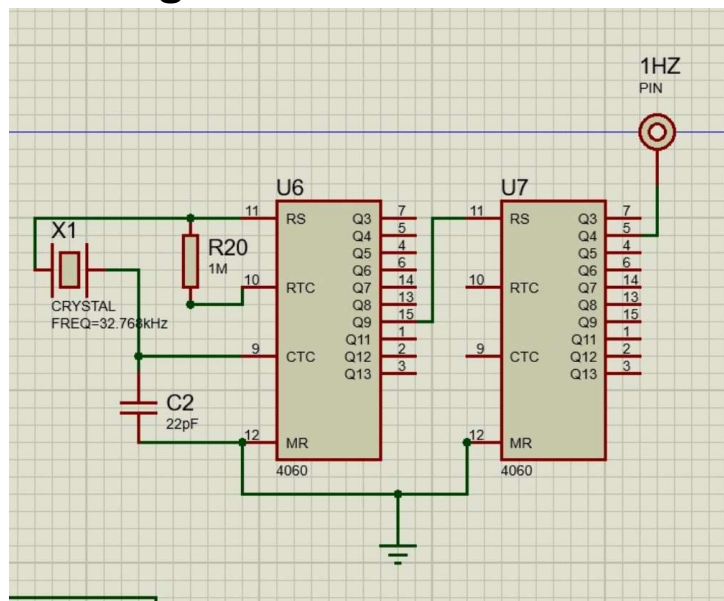 1HZ
PIN
U6
U7
X1
CRYSTAL
FREQ=32.768kHz
R20
1M
C2
22pF
11 RS
10 RTC
9 CTC
12 MR
Q3 7
Q4 5
Q5 4
Q6 6
Q7 14
Q8 13
Q9 15
Q11 1
Q12 2
Q13 3
4060
11 RS
10 RTC
9 CTC
12 MR
Q3 7
Q4 5
Q5 4
Q6 6
Q7 14
Q8 13
Q9 15
Q11 1
Q12 2
Q13 3
4060